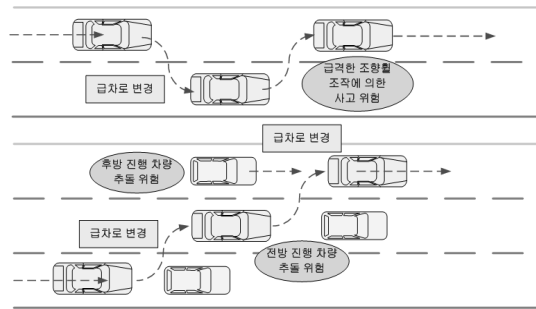 급차로 변경
급격한 조향휠
조작에 의한
사고 위험
급차로 변경
후방 진행 차량
추돌 위험
급차로 변경
전방 진행 차량
추돌 위험